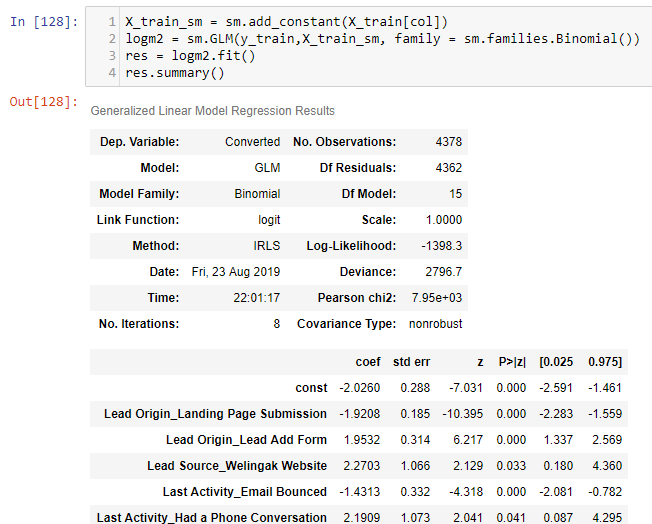 In [128]:
1 X_train_sm = sm.add_constant(X_train[col])
2 logm2 = sm.GLM(y_train,X_train_sm, family = sm.families.Binomial())
3 res = logm2.fit()
4 res.summary()
Out[128]:
Generalized Linear Model Regression Results
Dep. Variable: Converted No. Observations: 4378
Model: GLM Df Residuals: 4362
Model Family: Binomial Df Model: 15
Link Function: logit Scale: 1.0000
Method: IRLS Log-Likelihood: -1398.3
Date: Fri, 23 Aug 2019 Deviance: 2796.7
Time: 22:01:17 Pearson chi2: 7.95e+03
No. Iterations: 8 Covariance Type: nonrobust
coef std err z P>|z| [0.025 0.975]
const -2.0260 0.288 -7.031 0.000 -2.591 -1.461
Lead Origin_Landing Page Submission -1.9208 0.185 -10.395 0.000 -2.283 -1.559
Lead Origin_Lead Add Form 1.9532 0.314 6.217 0.000 1.337 2.569
Lead Source_Welingak Website 2.2703 1.066 2.129 0.033 0.180 4.360
Last Activity_Email Bounced -1.4313 0.332 -4.318 0.000 -2.081 -0.782
Last Activity_Had a Phone Conversation 2.1909 1.073 2.041 0.041 0.087 4.295